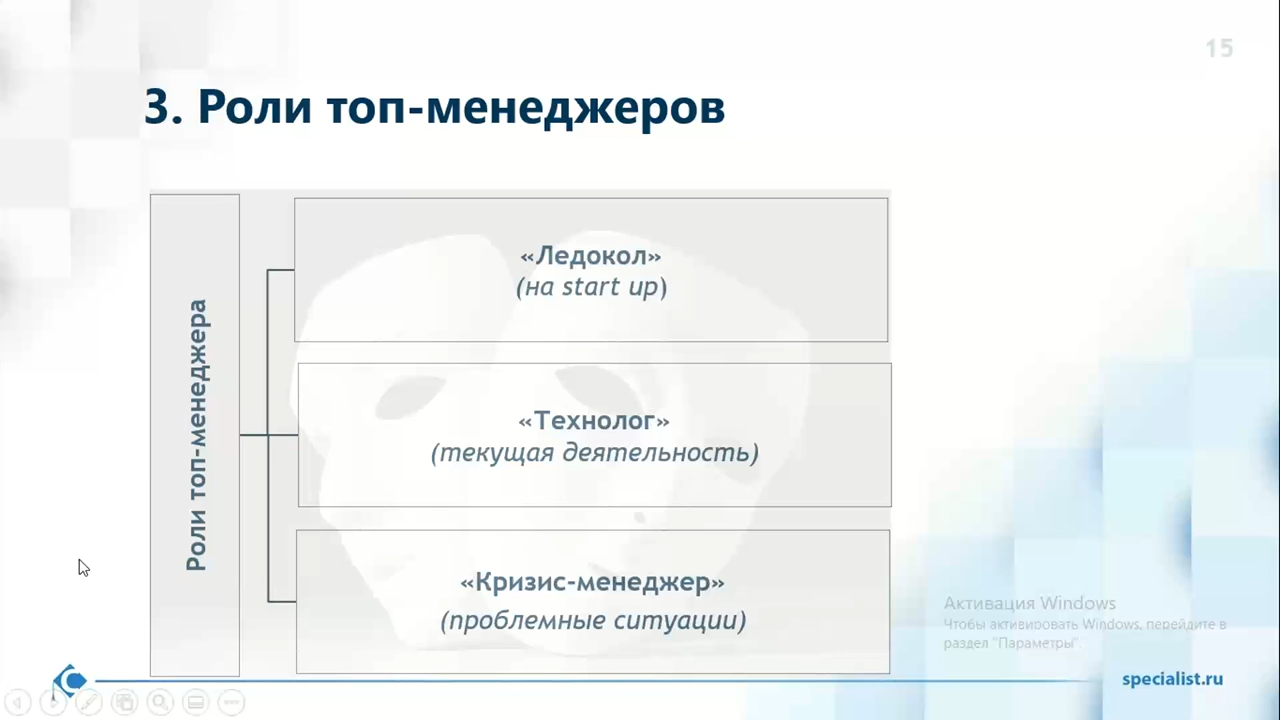 15
3. Роли топ-менеджеров
Роли топ-менеджера
«Ледокол»
(на start up)
«Технолог»
(текущая деятельность)
«Кризис-менеджер»
(проблемные ситуации)
Активация Windows
Чтобы активировать Windows, перейдите в
раздел "Параметры".
specialist.ru